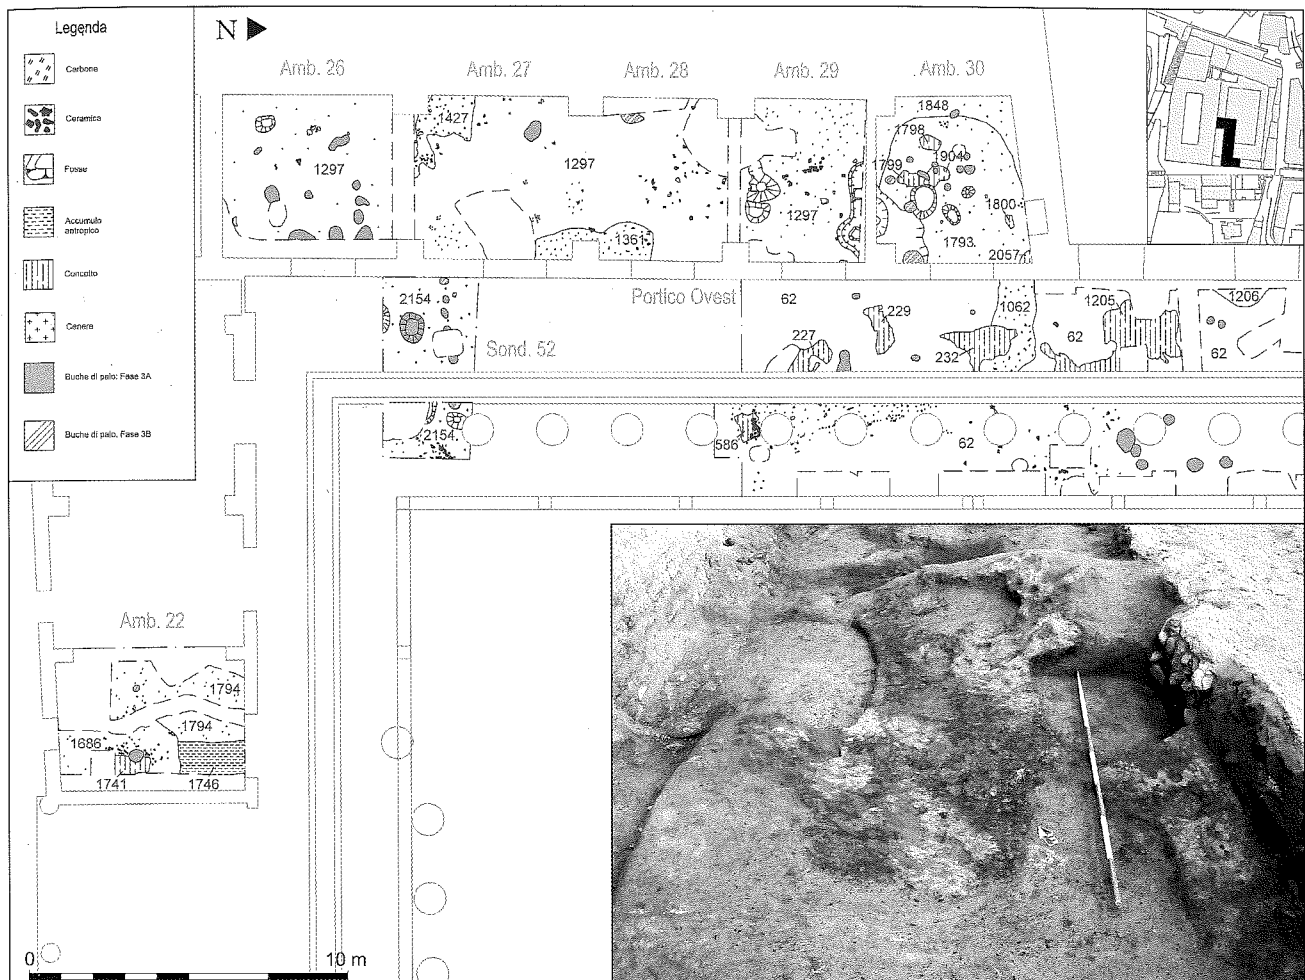 Legenda
Carbone
Ceramica
Fosse
Accumulo
antropico
Concotto
Cenere
Buche di palo: Fase 3A
Buche di palo, Fase 3B
N
Amb. 26
Amb. 27
Amb. 28
Amb. 29
Amb. 30
1427
1848
1798
1904
1799
1297
1297
1297
1800
1361
1793
2057
2154
Portico Ovest
62
229
1062
1205
1206
227
232
62
62
Sond. 52
2154
586
62
Amb. 22
1794
1794
1686
1741
1746
0
10 m